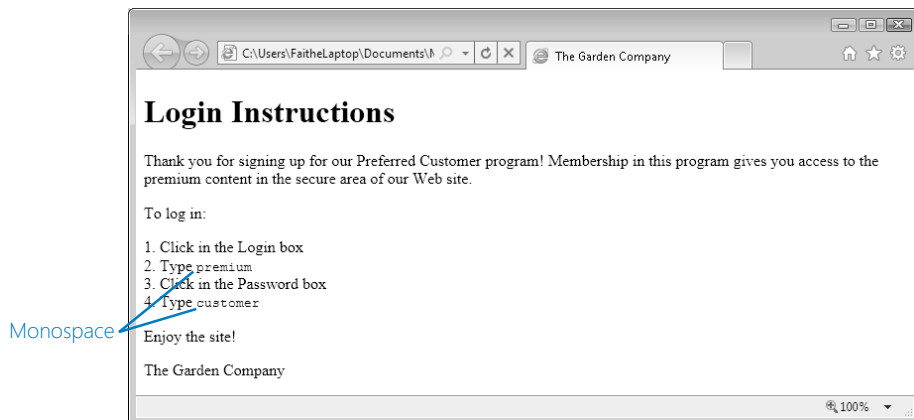 C:\Users\FaitheLaptop\Documents\
The Garden Company
Login Instructions
Thank you for signing up for our Preferred Customer program! Membership in this program gives you access to the
premium content in the secure area of our Web site.
To log in:
1. Click in the Login box
2. Type premium
3. Click in the Password box
4. Type customer
Monospace
Enjoy the site!
The Garden Company
100%